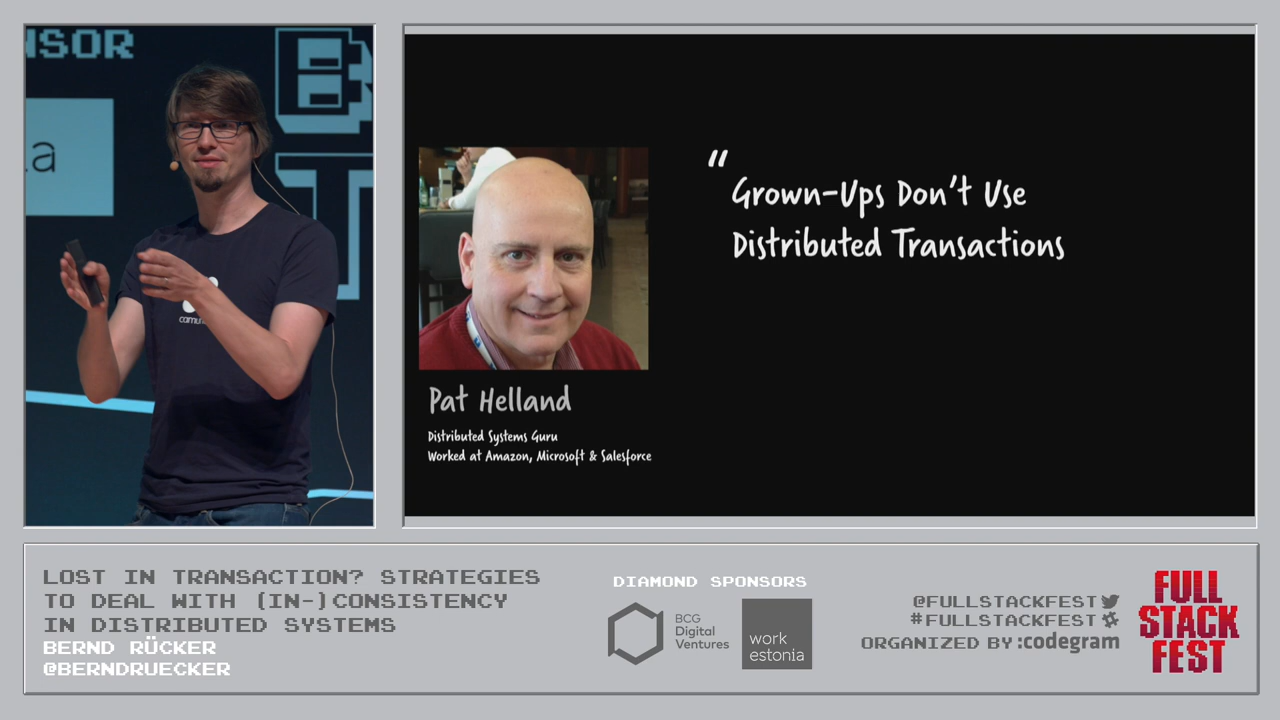 “
Grown-Ups Don't Use
Distributed Transactions
Pat Helland
Distributed Systems Guru
Worked at Amazon, Microsoft & Salesforce
LOST IN TRANSACTION? STRATEGIES
TO DEAL WITH (IN-)CONSISTENCY
IN DISTRIBUTED SYSTEMS
BERND RÜCKER
@BERNDRUECKER
DIAMOND SPONSORS
BCG
Digital
Ventures
work
estonia
@FULLSTACKFEST
#FULLSTACKFEST
ORGANIZED BY :codegram
FULL
STACK
FEST